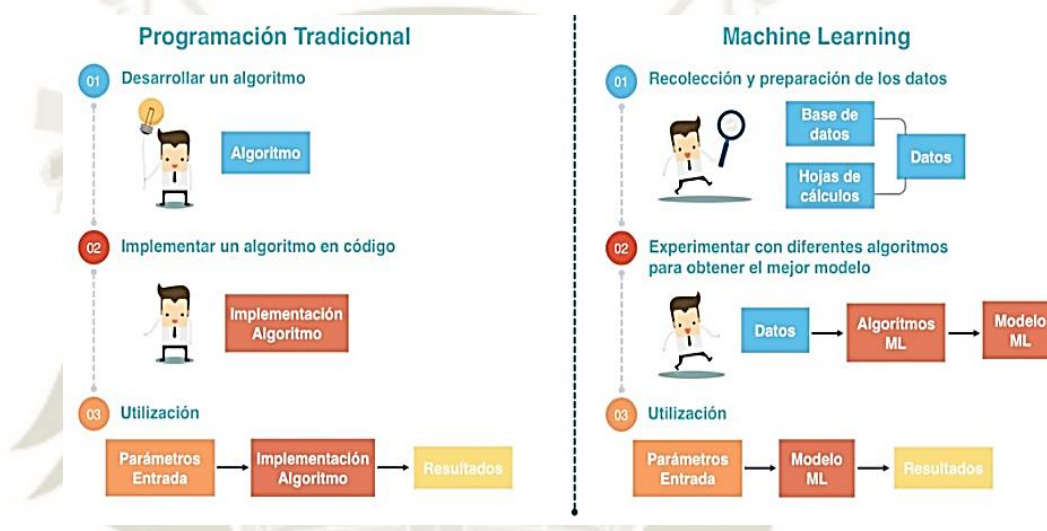 Programación Tradicional
01
Desarrollar un algoritmo
Algoritmo
02
Implementar un algoritmo en código
Implementación
Algoritmo
03
Utilización
Parámetros
Entrada
Implementación
Algoritmo
Resultados
Machine Learning
01
Recolección y preparación de los datos
Base de
datos
Hojas de
cálculos
Datos
02
Experimentar con diferentes algoritmos
para obtener el mejor modelo
Datos
Algoritmos
ML
Modelo
ML
03
Utilización
Parámetros
Entrada
Modelo
ML
Resultados